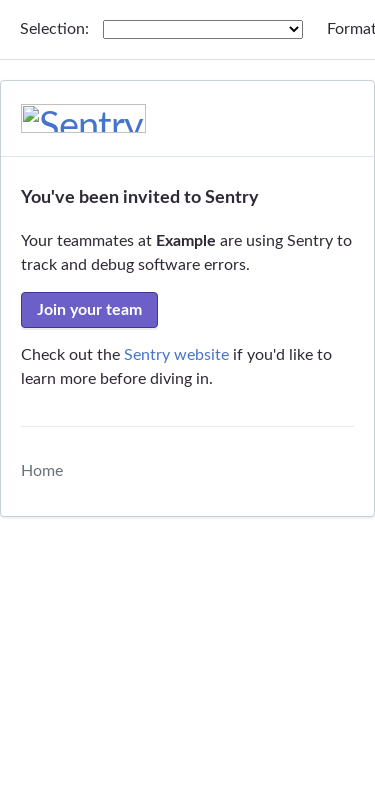 Selection: Format
Sentry
You've been invited to Sentry
Your teammates at Example are using Sentry to
track and debug software errors.
Join your team
Check out the Sentry website if you'd like to
learn more before diving in.
Home